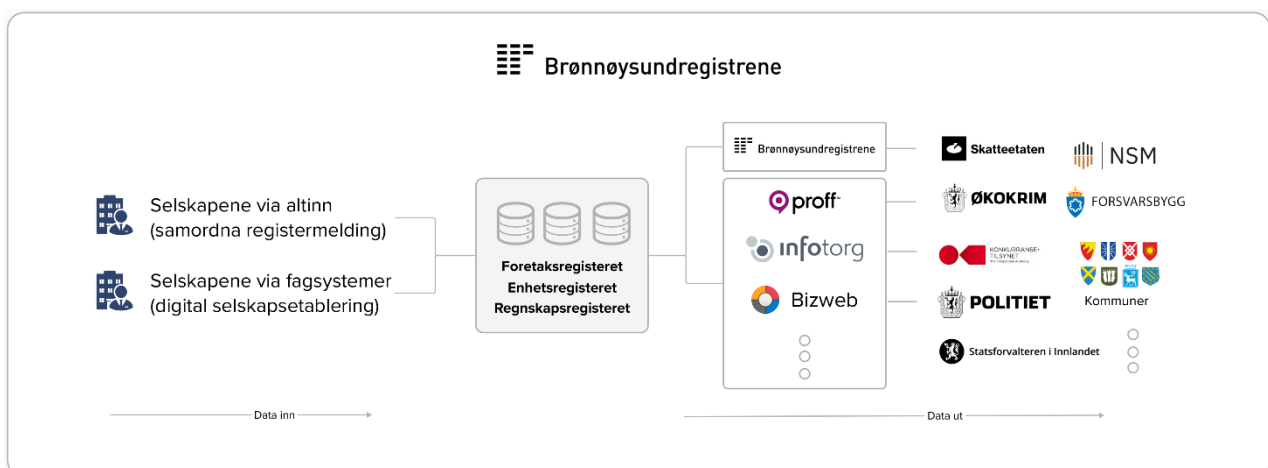 Brønnøysundregistrene
Selskapene via altinn
(samordna registermelding)
Selskapene via fagsystemer
(digital selskapsetablering)
Foretaksregisteret
Enhetsregisteret
Regnskapsregisteret
Brønnøysundregistrene
proff
infotorg
Bizweb
Skatteetaten
NSM
ØKOKRIM
FORSVARSBYGG
KONKURRANSE-
TILSYNET
POLITIET
Kommuner
Statsforvalteren i Innlandet
Data inn
Data ut